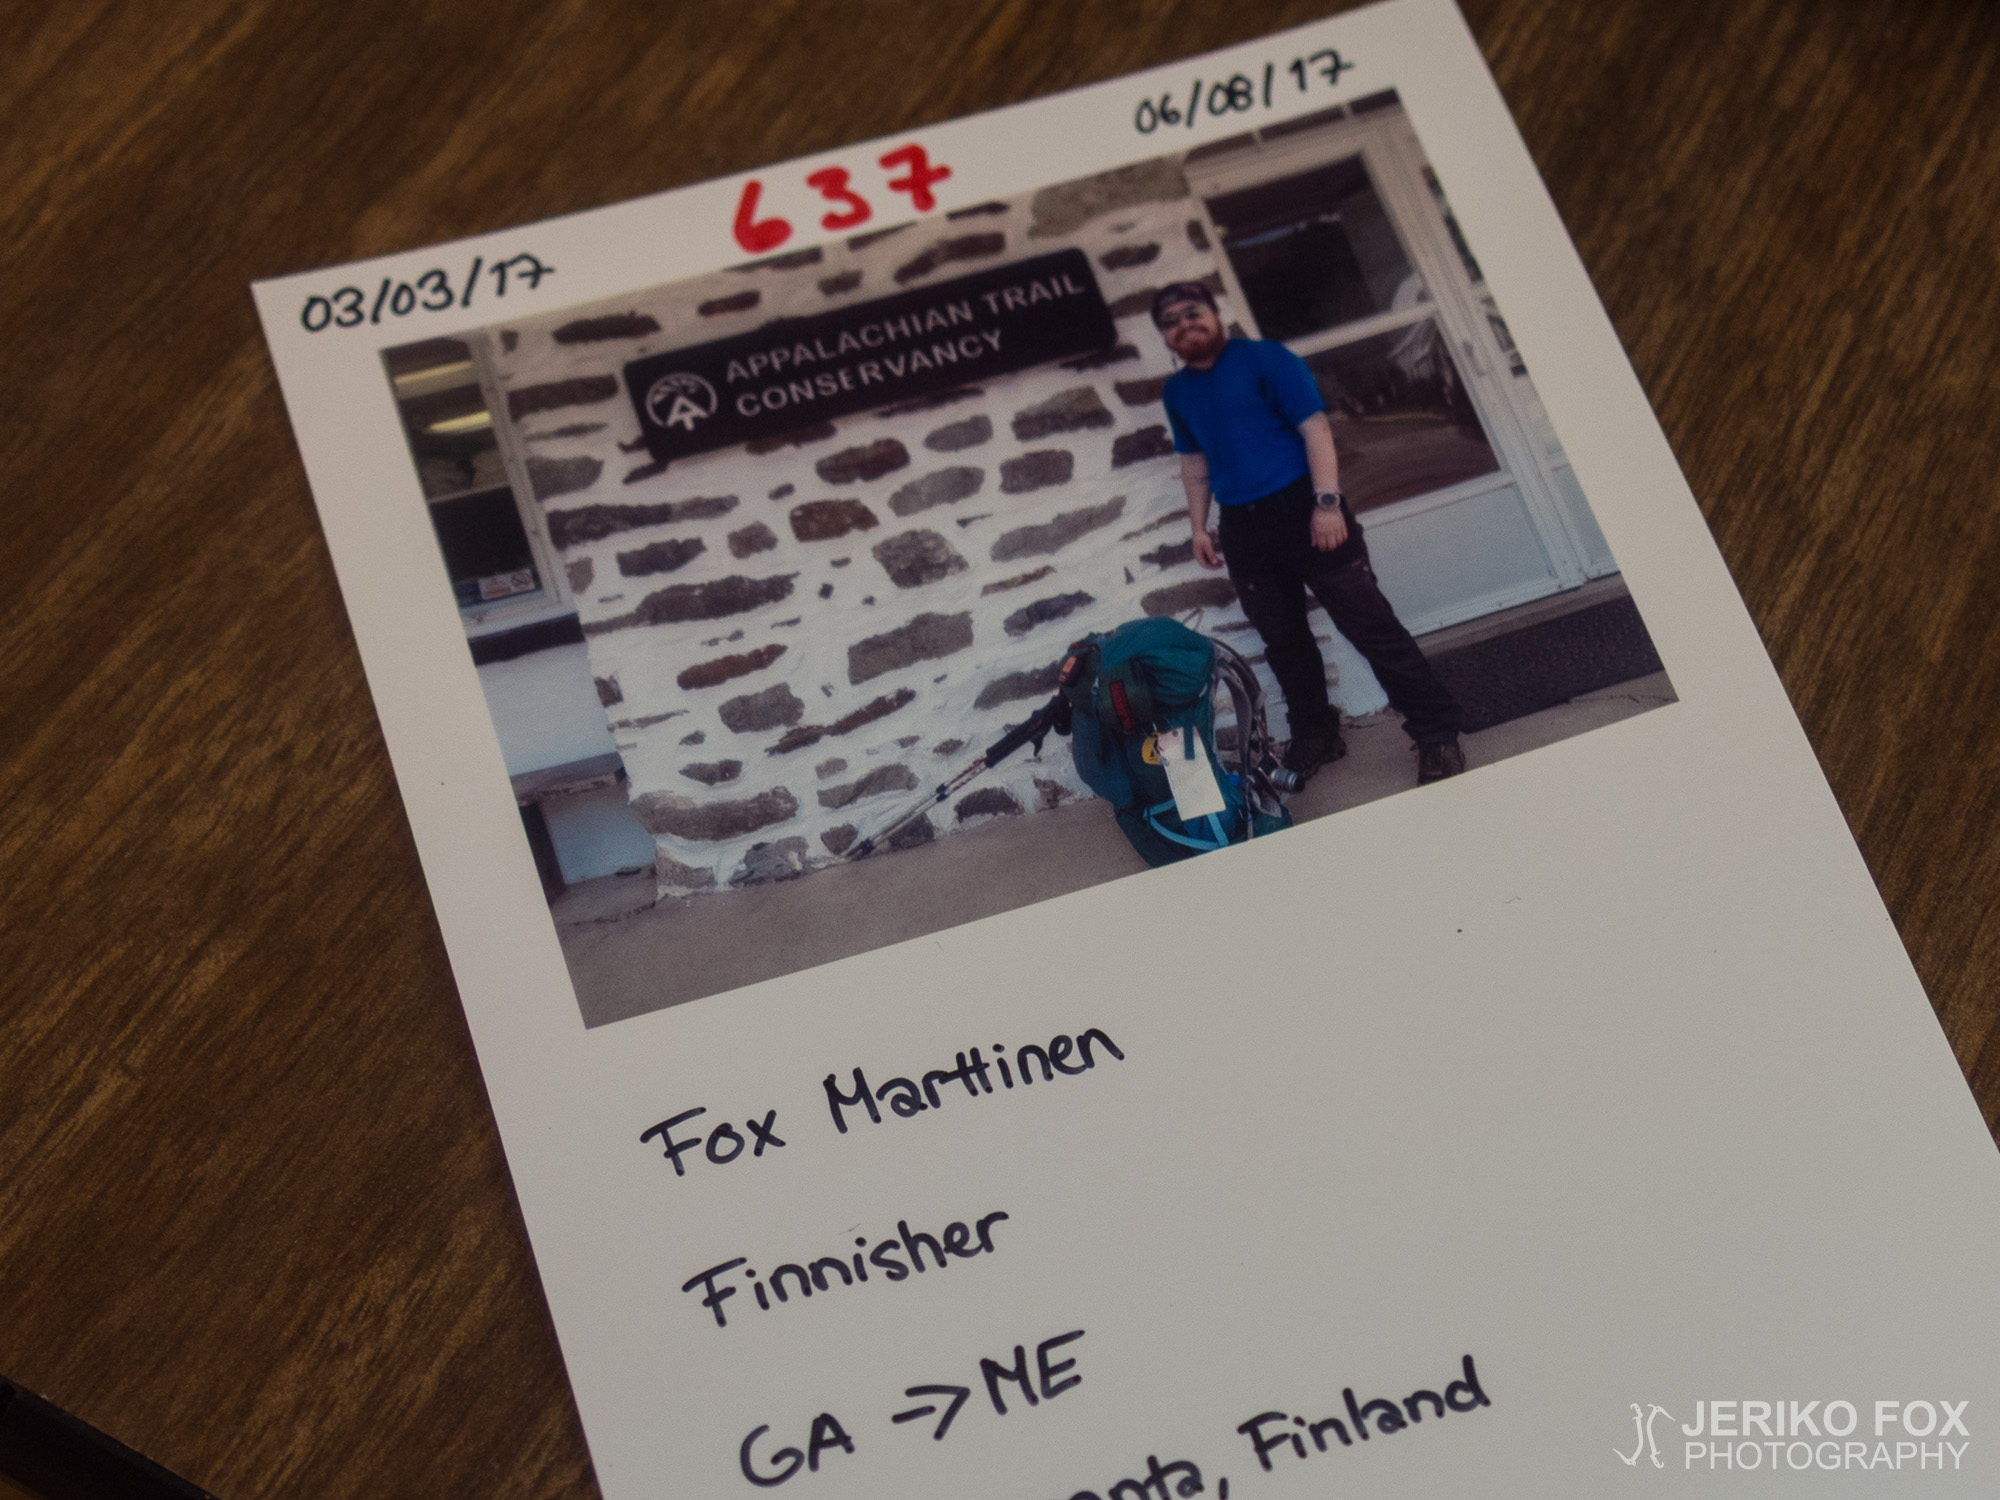 03/03/17
637
06/08/17
APPALACHIAN TRAIL
CONSERVANCY
Fox Marttinen
Finnisher
GA => ME
Finland
JERIKO FOX
PHOTOGRAPHY